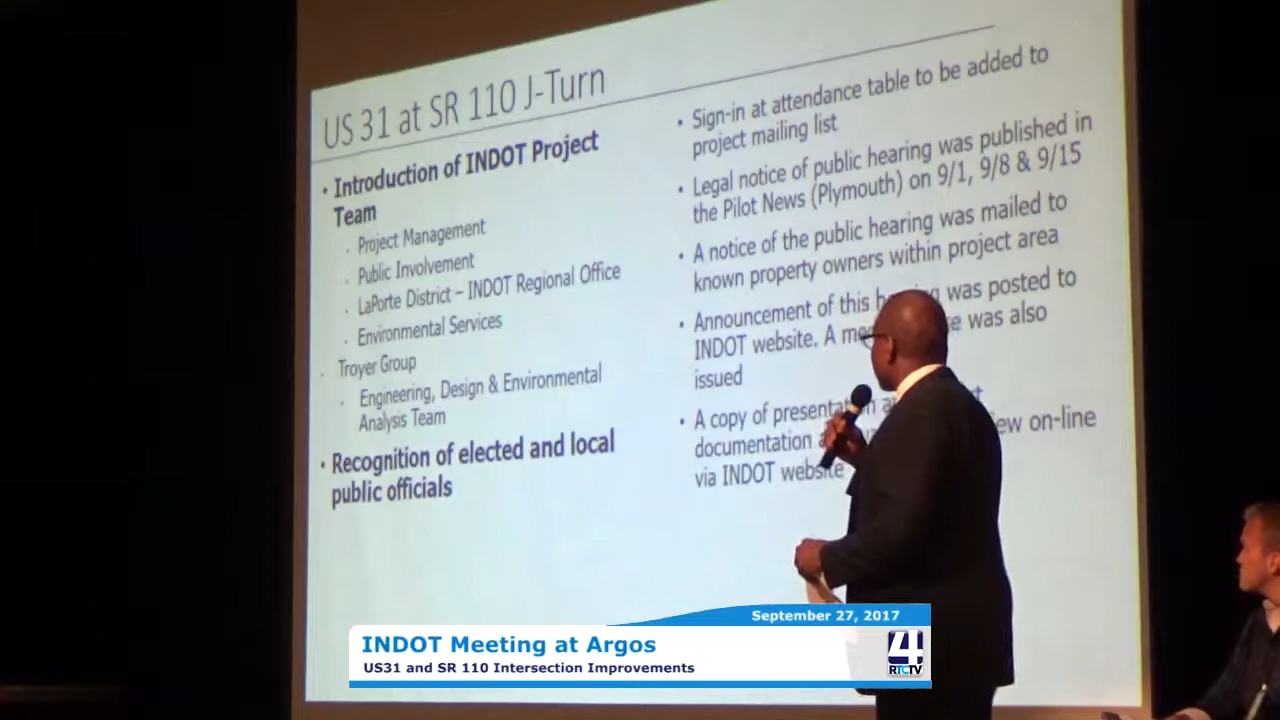 US 31 at SR 110 J-Turn
• Introduction of INDOT Project
Team
. Project Management
. Public Involvement
. LaPorte District – INDOT Regional Office
. Environmental Services
. Troyer Group
. Engineering, Design & Environmental
Analysis Team
• Recognition of elected and local
public officials
• Sign-in at attendance table to be added to
project mailing list
• Legal notice of public hearing was published in
the Pilot News (Plymouth) on 9/1, 9/8 & 9/15
• A notice of the public hearing was mailed to
known property owners within project area
• Announcement of this was posted to
INDOT website. A was also
issued
• A copy of
documentation on-line
via INDOT website
September 27, 2017
INDOT Meeting at Argos
US31 and SR 110 Intersection Improvements
4
RTCTV